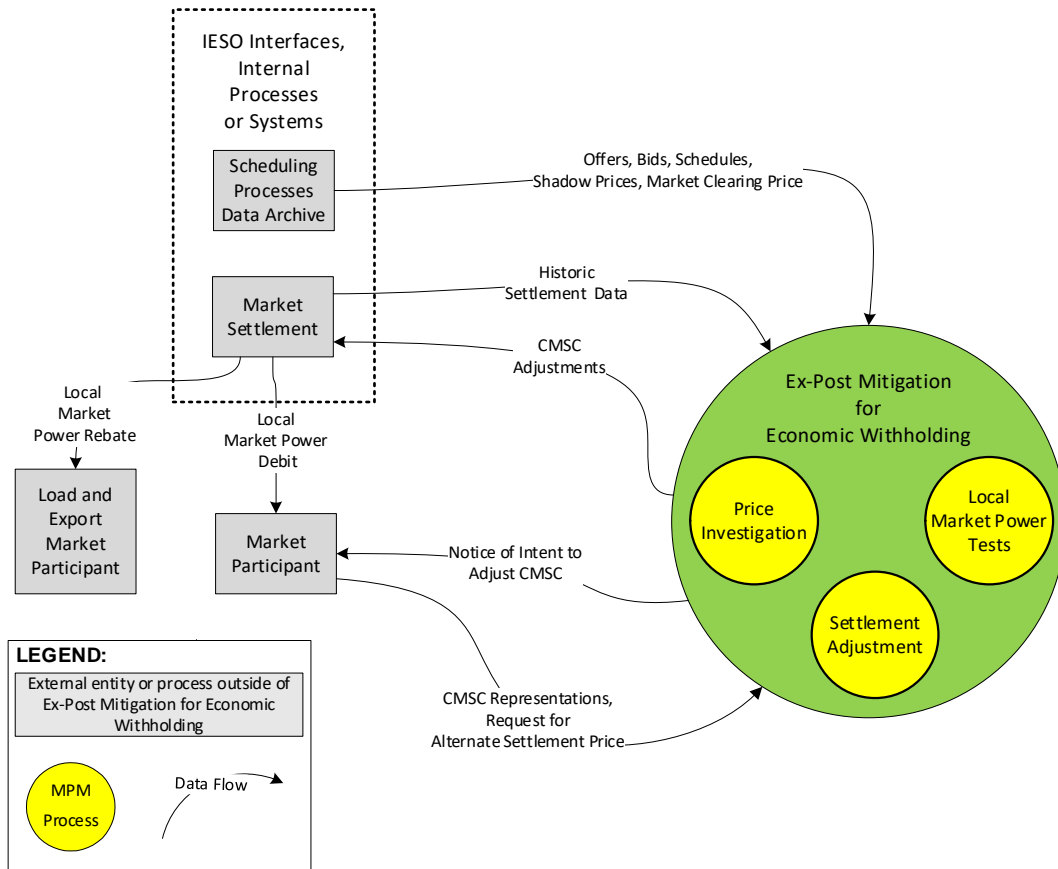 IESO Interfaces,
Internal
Processes
or Systems
Scheduling
Processes
Data Archive
Offers, Bids, Schedules,
Shadow Prices, Market Clearing Price
Market
Settlement
Historic
Settlement Data
CMSC
Adjustments
Local
Market
Power Rebate
Local
Market Power
Debit
Ex-Post Mitigation
for
Economic Withholding
Price
Investigation
Local
Market Power
Tests
Settlement
Adjustment
Load and
Export
Market
Participant
Market
Participant
Notice of Intent to
Adjust CMSC
CMSC Representations,
Request for
Alternate Settlement Price
LEGEND:
External entity or process outside of
Ex-Post Mitigation for Economic
Withholding
MPM
Process
Data Flow